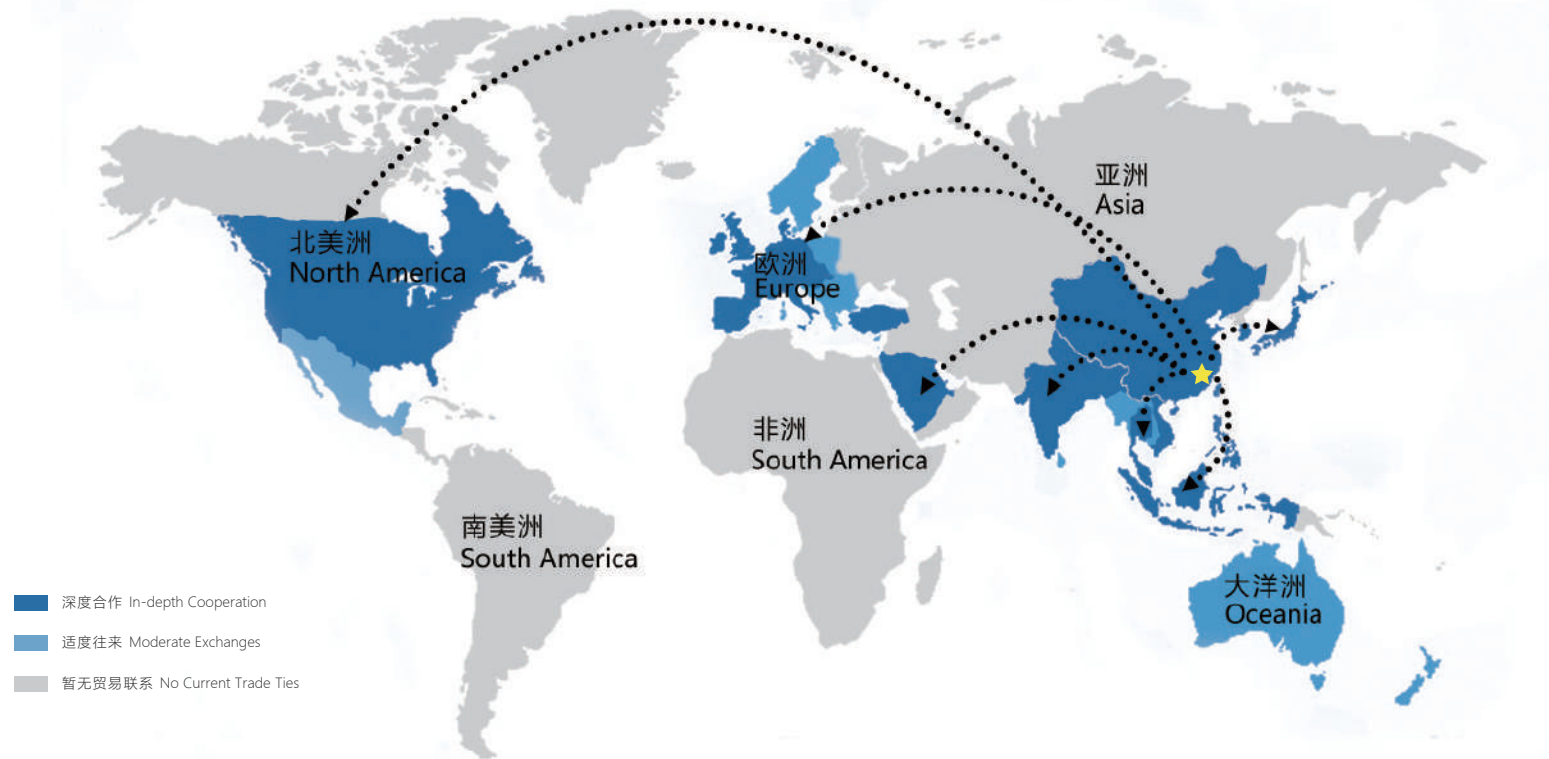 亚洲
Asia
北美洲
North America
欧洲
Europe
非洲
South America
南美洲
South America
大洋洲
Oceania
深度合作 In-depth Cooperation
适度往来 Moderate Exchanges
暂无贸易联系 No Current Trade Ties